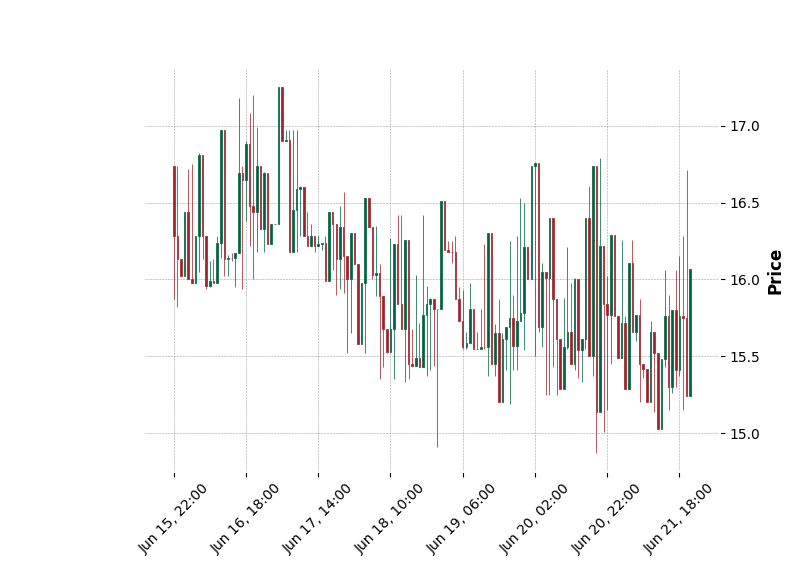 17.0
16.5
16.0
15.5
15.0
Price
Jun 15, 22:00
Jun 16, 18:00
Jun 17, 14:00
Jun 18, 10:00
Jun 19, 06:00
Jun 20, 02:00
Jun 20, 22:00
Jun 21, 18:00